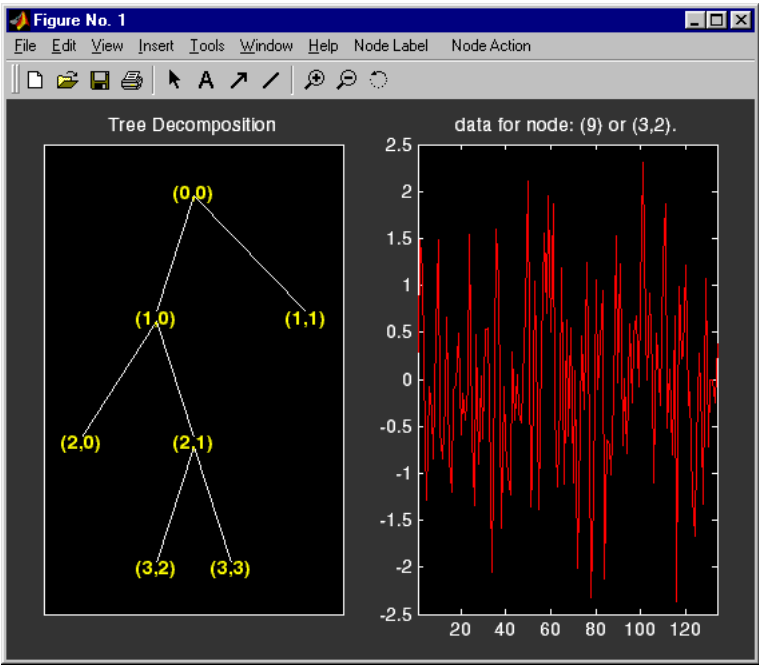 Figure No. 1
File Edit View Insert Tools Window Help Node Label Node Action
A
Tree Decomposition
(0,0)
(1,0) (1,1)
(2,0) (2,1)
(3,2) (3,3)
data for node: (9) or (3,2).
2.5
2
1.5
1
0.5
0
-0.5
-1
-1.5
-2
-2.5
20 40 60 80 100 120